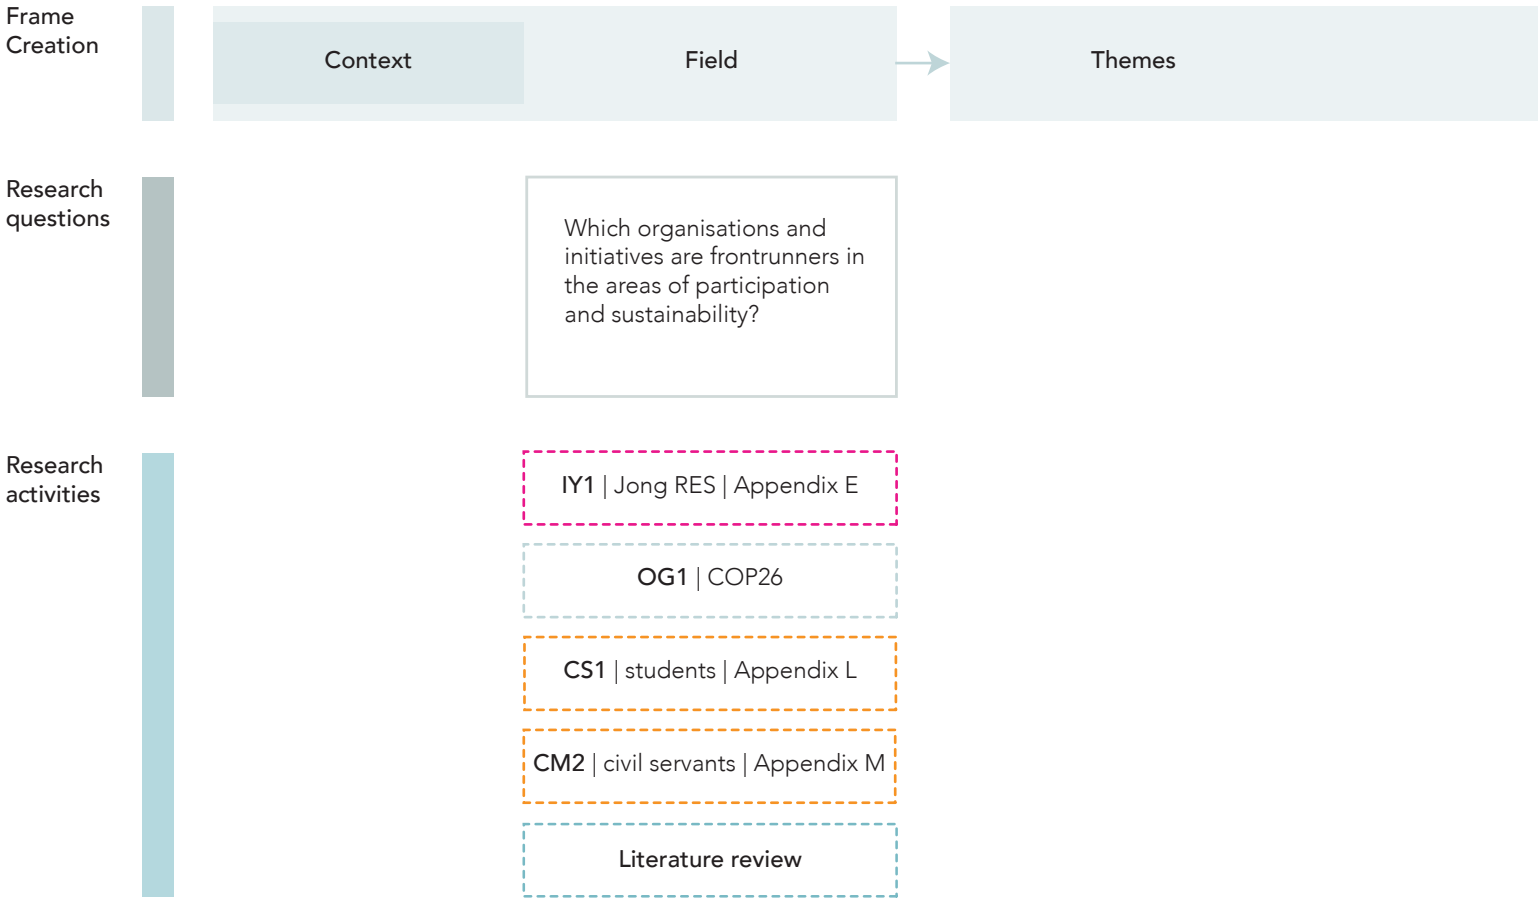 Frame
Creation
Context
Field
Themes
Research
questions
Which organisations and
initiatives are frontrunners in
the areas of participation
and sustainability?
Research
activities
IY1 | Jong RES | Appendix E
OG1 | COP26
CS1 | students | Appendix L
CM2 | civil servants | Appendix M
Literature review